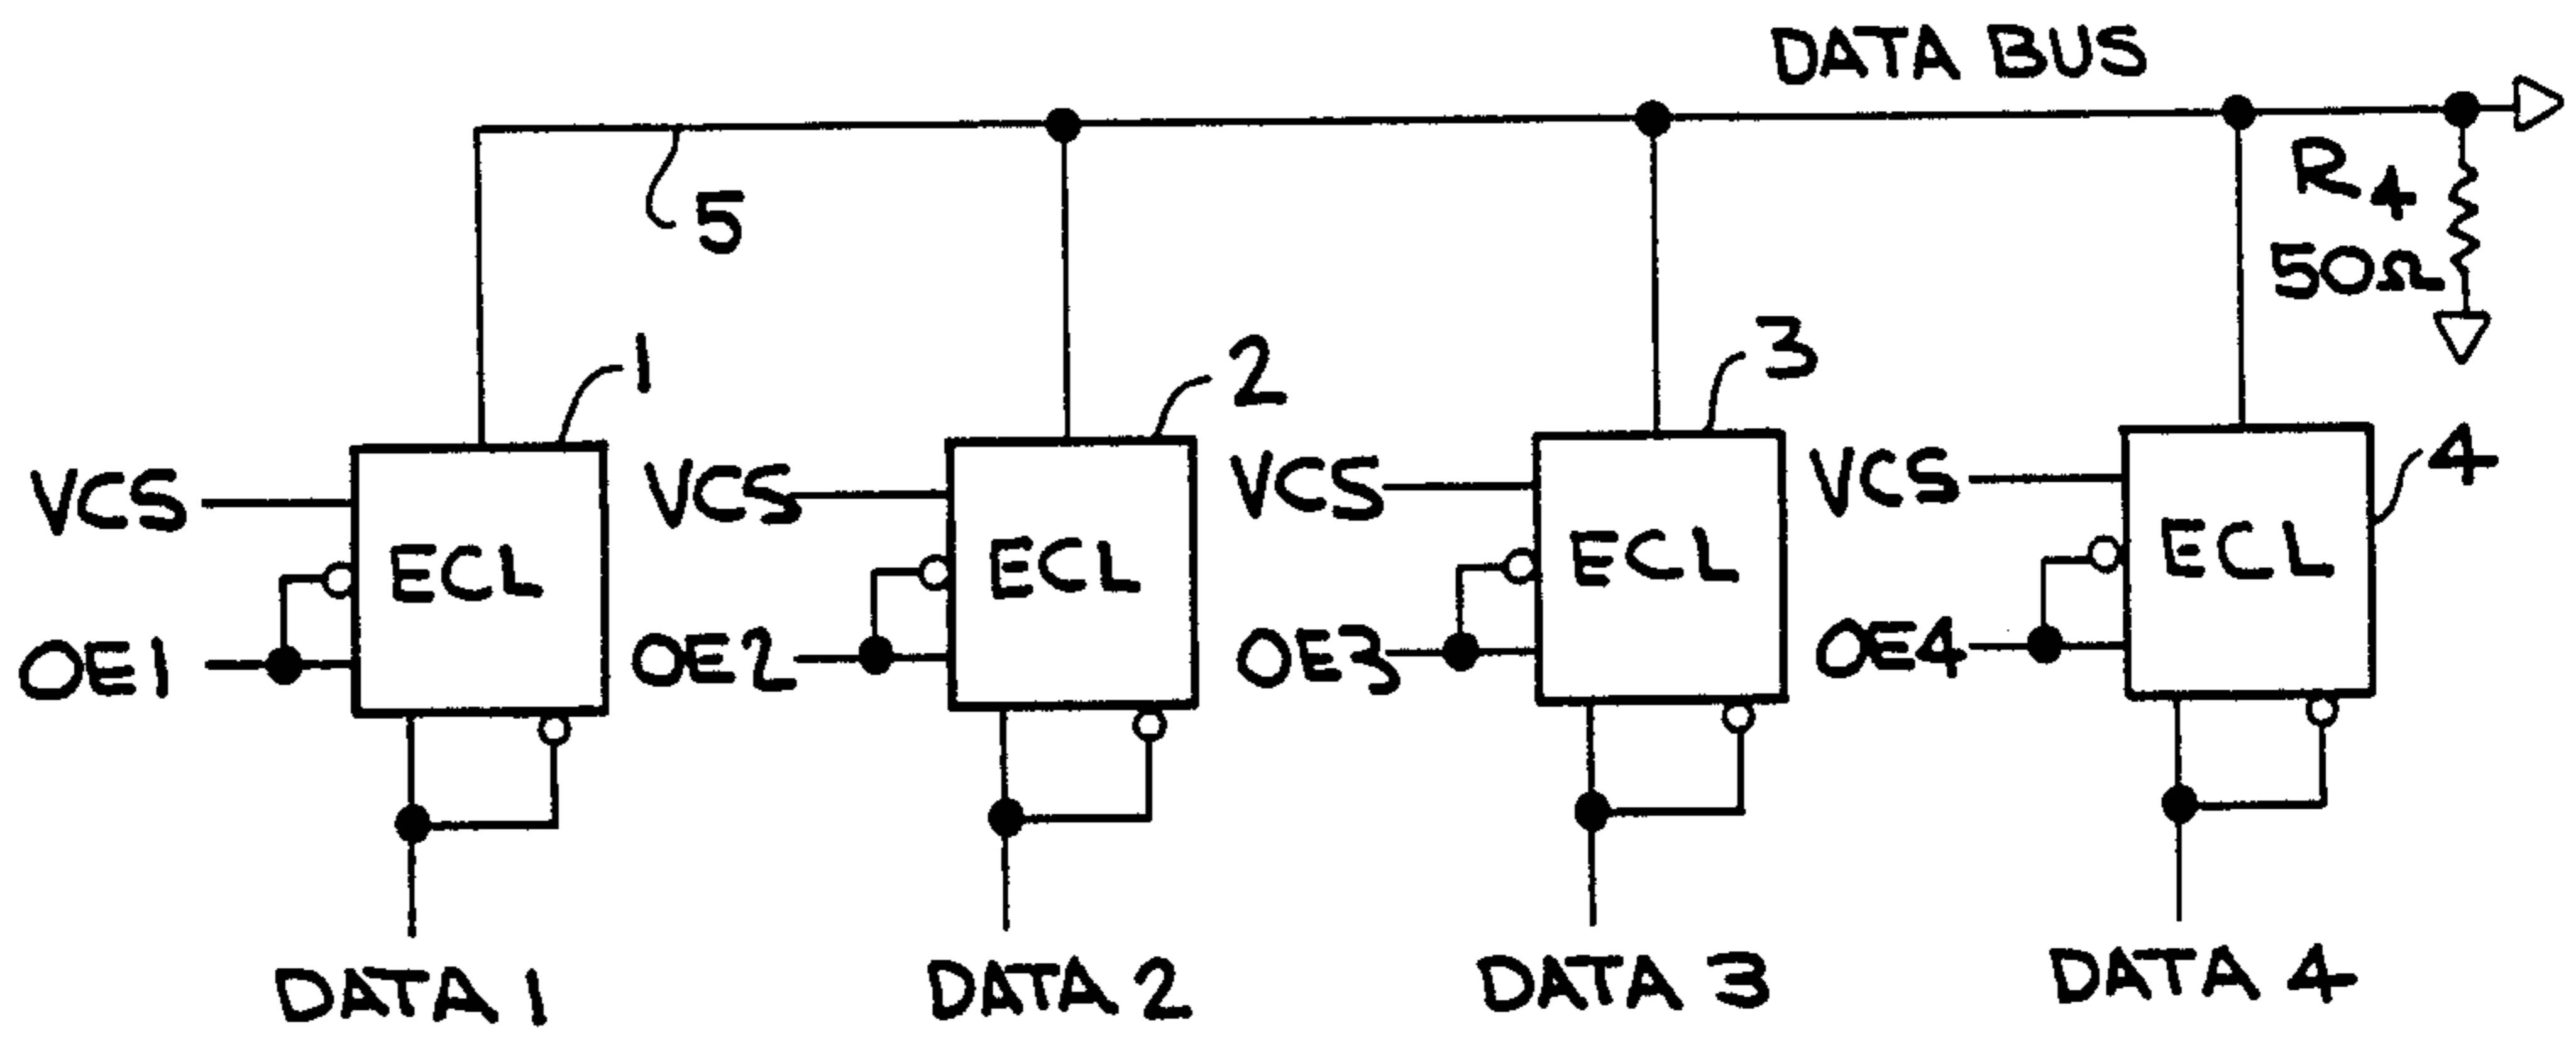 DATA BUS
5
R4
50Ω
1
2
3
4
VCS
ECL
VCS
ECL
VCS
ECL
VCS
ECL
OE1
OE2
OE3
OE4
DATA 1
DATA 2
DATA 3
DATA 4